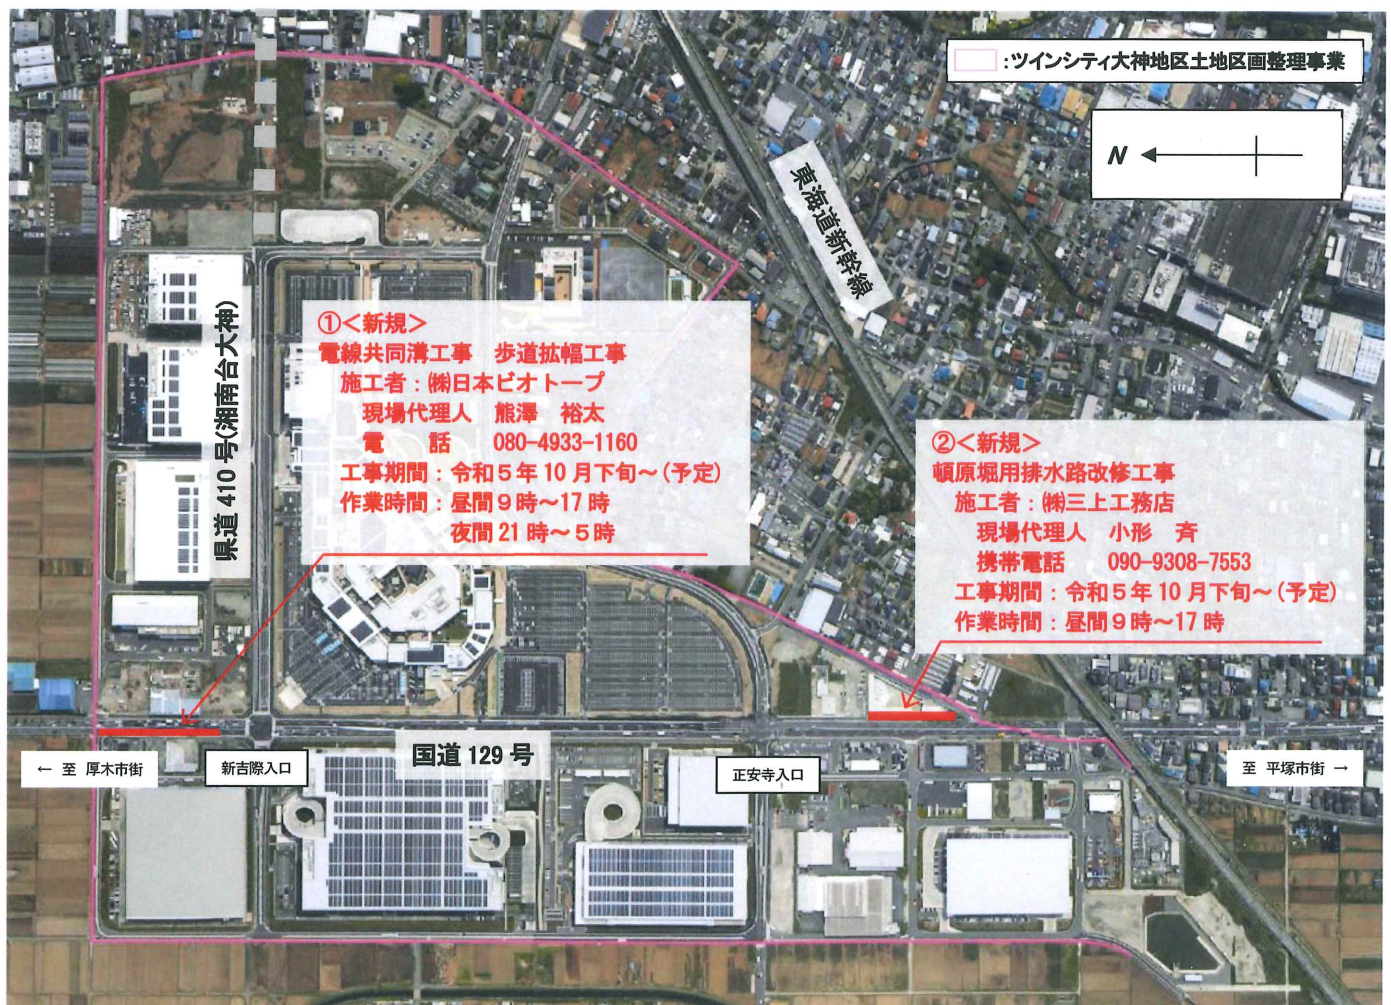 :ツインシティ大神地区土地区画整理事業
N
東海道新幹線
県道410号(湘南台大神)
①<新規>
電線共同溝工事 歩道拡幅工事
施工者:㈱日本ビオトープ
現場代理人 熊澤 裕太
電 話 080-4933-1160
工事期間:令和5年10月下旬~(予定)
作業時間:昼間9時~17時
夜間21時~5時
②<新規>
頓原堀用排水路改修工事
施工者:㈱三上工務店
現場代理人 小形 斉
携帯電話 090-9308-7553
工事期間:令和5年10月下旬~(予定)
作業時間:昼間9時~17時
国道129号
← 至 厚木市街
新吉際入口
正安寺入口
至 平塚市街 →